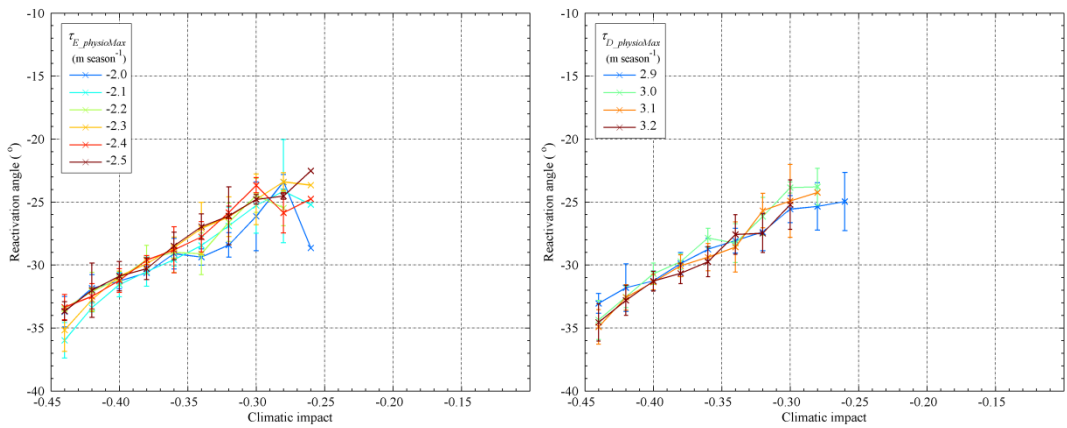 -10
-15
-20
-25
-30
-35
-40
Reactivation angle ( °)
τE_physioMax
(m season-1)
-2.0
-2.1
-2.2
-2.3
-2.4
-2.5
-0.45 -0.40 -0.35 -0.30 -0.25 -0.20 -0.15
Climatic impact
-10
-15
-20
-25
-30
-35
-40
Reactivation angle ( °)
τD_physioMax
(m season-1)
2.9
3.0
3.1
3.2
-0.45 -0.40 -0.35 -0.30 -0.25 -0.20 -0.15
Climatic impact